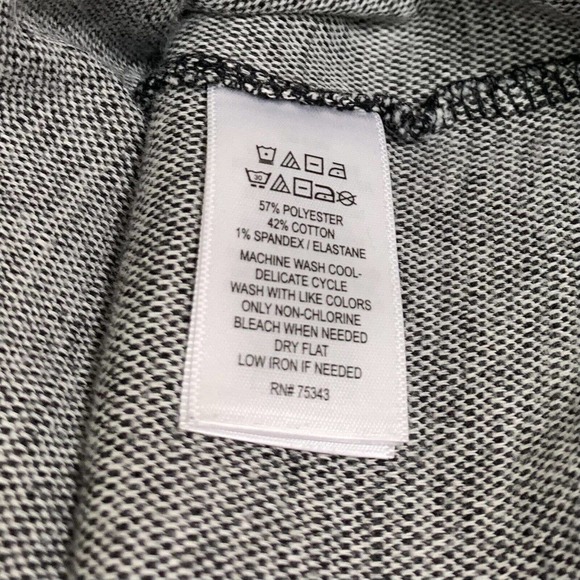 30
57% POLYESTER
42% COTTON
1% SPANDEX / ELASTANE
MACHINE WASH COOL-
DELICATE CYCLE
WASH WITH LIKE COLORS
ONLY NON-CHLORINE
BLEACH WHEN NEEDED
DRY FLAT
LOW IRON IF NEEDED
RN# 75343